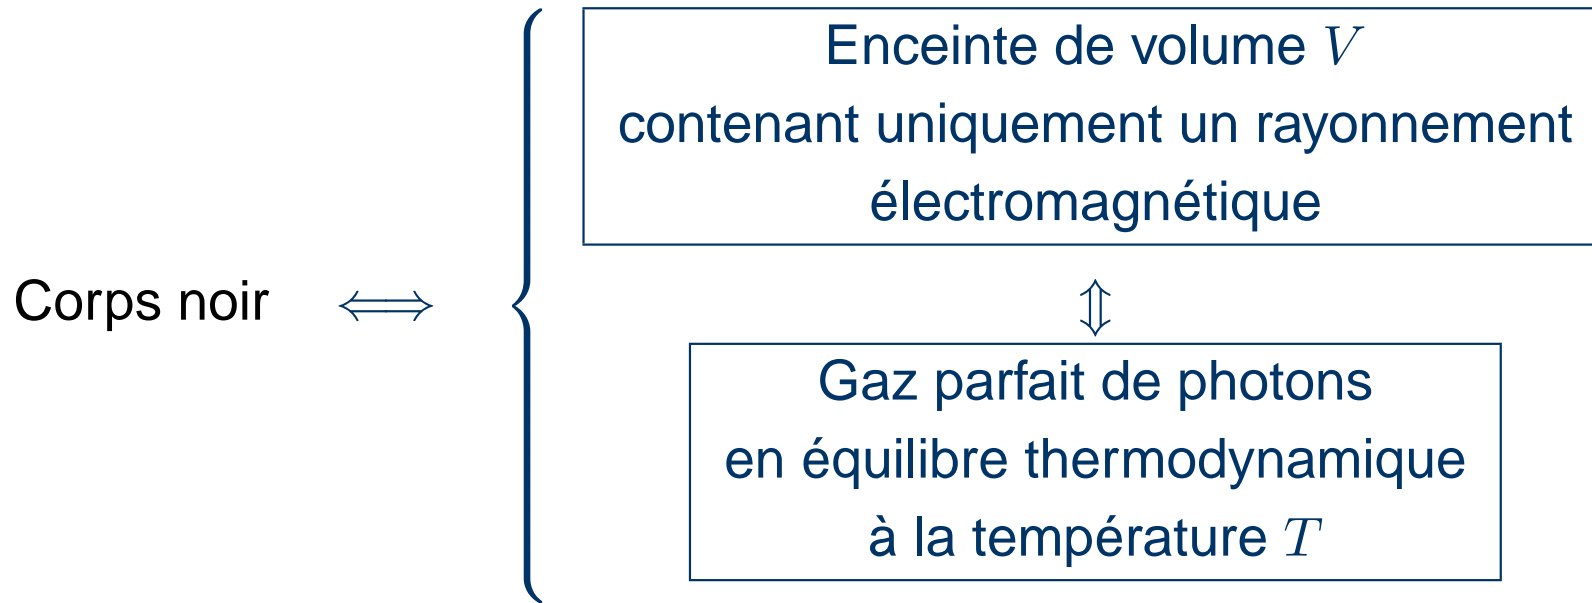 Enceinte de volume V
contenant uniquement un rayonnement
électromagnétique
Corps noir ⟺
⇕
Gaz parfait de photons
en équilibre thermodynamique
à la température T